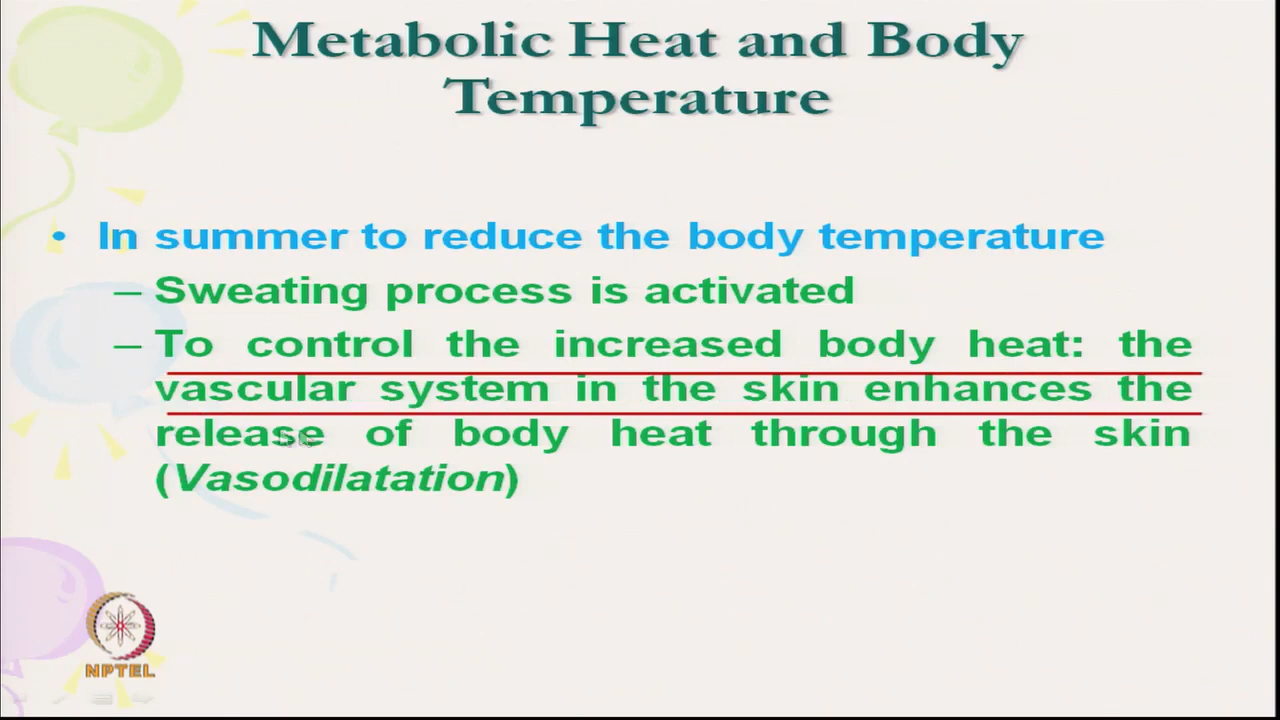 Metabolic Heat and Body
Temperature
• In summer to reduce the body temperature
– Sweating process is activated
– To control the increased body heat: the
vascular system in the skin enhances the
release of body heat through the skin
(Vasodilatation)
NPTEL